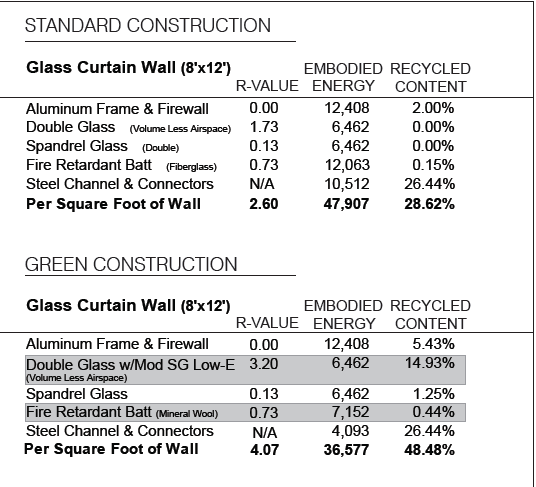 STANDARD CONSTRUCTION
Glass Curtain Wall (8'x12')
R-VALUE EMBODIED ENERGY RECYCLED CONTENT
Aluminum Frame & Firewall 0.00 12,408 2.00%
Double Glass (Volume Less Airspace) 1.73 6,462 0.00%
Spandrel Glass (Double) 0.13 6,462 0.00%
Fire Retardant Batt (Fiberglass) 0.73 12,063 0.15%
Steel Channel & Connectors N/A 10,512 26.44%
Per Square Foot of Wall 2.60 47,907 28.62%
GREEN CONSTRUCTION
Glass Curtain Wall (8'x12')
R-VALUE EMBODIED ENERGY RECYCLED CONTENT
Aluminum Frame & Firewall 0.00 12,408 5.43%
Double Glass w/Mod SG Low-E 3.20 6,462 14.93%
(Volume Less Airspace)
Spandrel Glass 0.13 6,462 1.25%
Fire Retardant Batt (Mineral Wool) 0.73 7,152 0.44%
Steel Channel & Connectors N/A 4,093 26.44%
Per Square Foot of Wall 4.07 36,577 48.48%